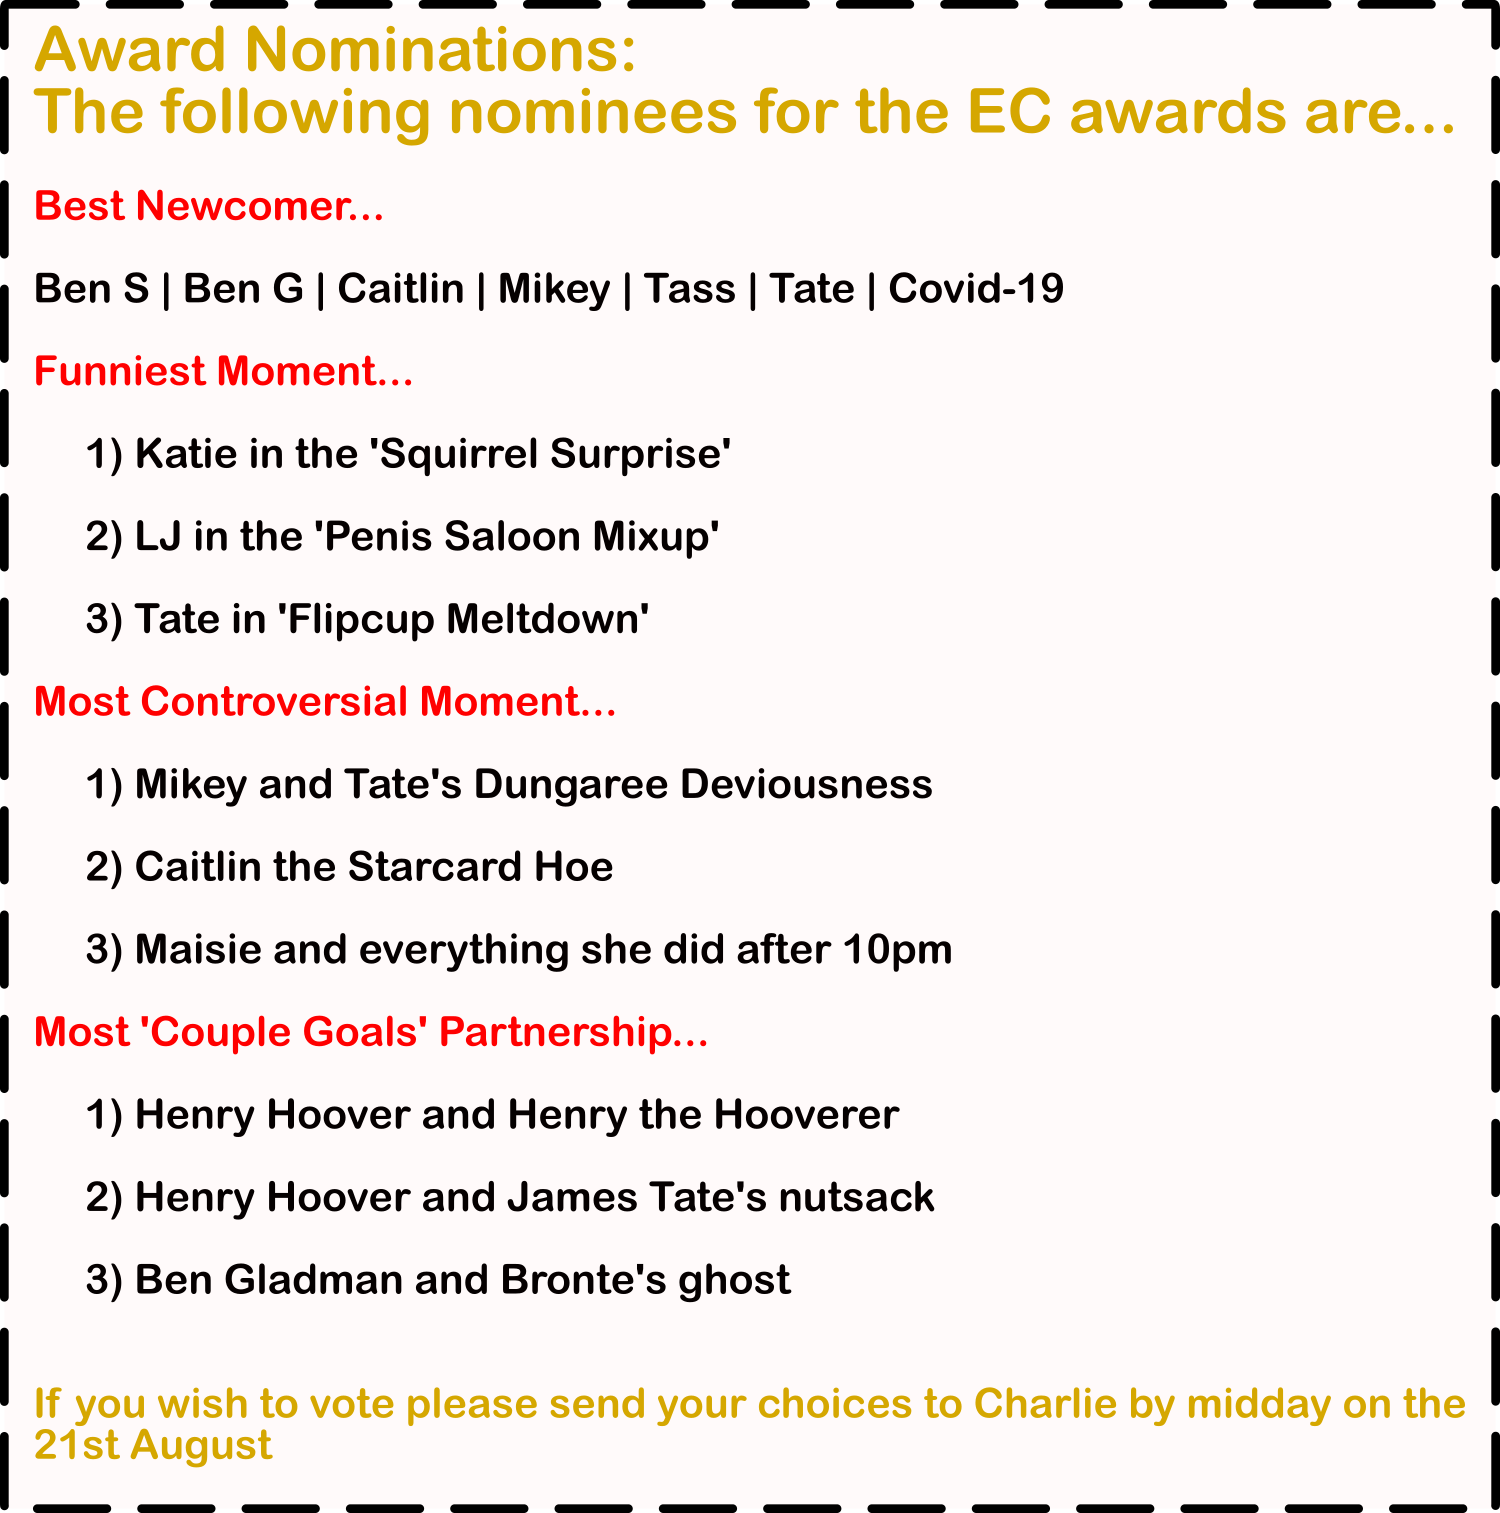 Award Nominations:
The following nominees for the EC awards are...
Best Newcomer...
Ben S | Ben G | Caitlin | Mikey | Tass | Tate | Covid-19
Funniest Moment...
1) Katie in the 'Squirrel Surprise'
2) LJ in the 'Penis Saloon Mixup'
3) Tate in 'Flipcup Meltdown'
Most Controversial Moment...
1) Mikey and Tate's Dungaree Deviousness
2) Caitlin the Starcard Hoe
3) Maisie and everything she did after 10pm
Most 'Couple Goals' Partnership...
1) Henry Hoover and Henry the Hooverer
2) Henry Hoover and James Tate's nutsack
3) Ben Gladman and Bronte's ghost
If you wish to vote please send your choices to Charlie by midday on the
21st August